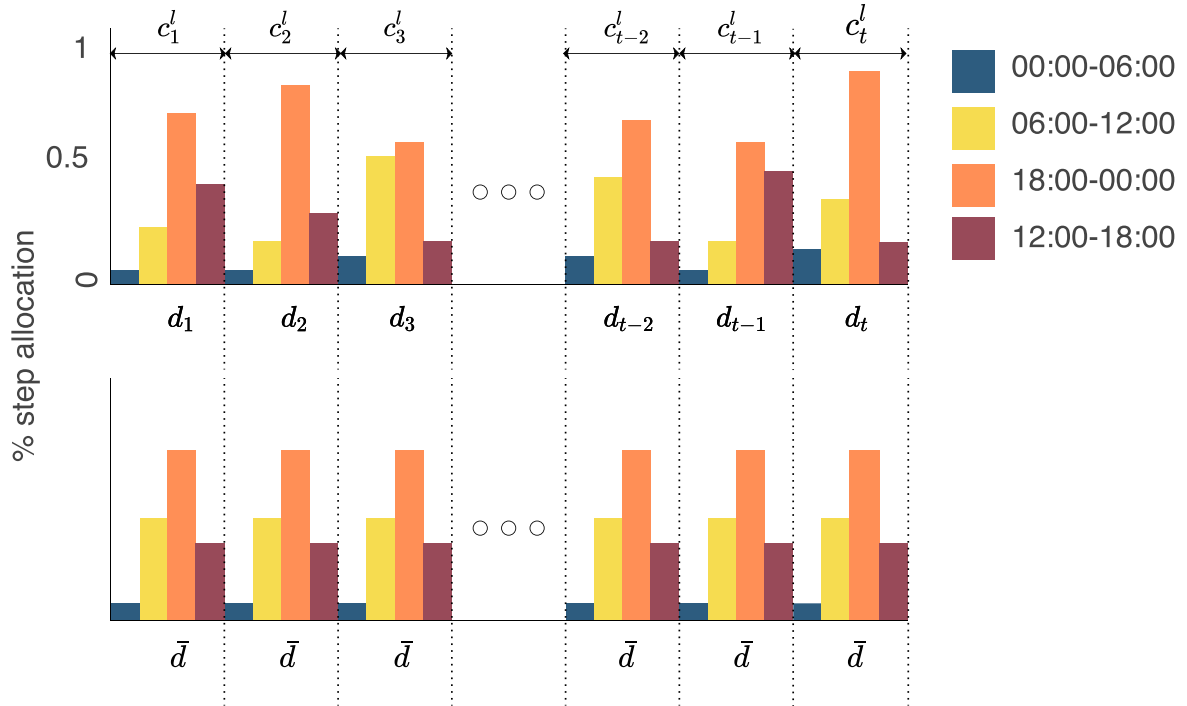 c_1^l c_2^l c_3^l c_{t-2}^l c_{t-1}^l c_t^l
1
0.5
0
% step allocation
d_1 d_2 d_3 d_{t-2} d_{t-1} d_t
d̄ d̄ d̄ d̄ d̄ d̄
00:00-06:00
06:00-12:00
18:00-00:00
12:00-18:00